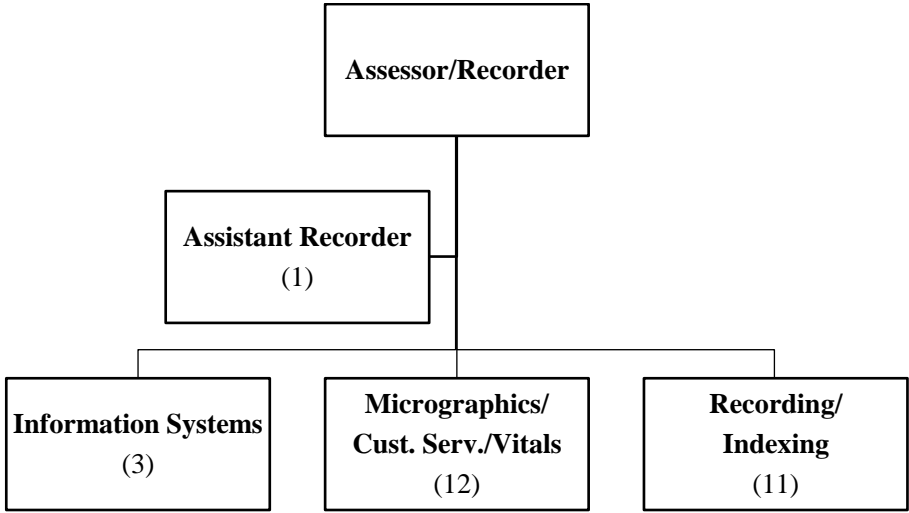 Assessor/Recorder
Assistant Recorder
(1)
Information Systems
(3)
Micrographics/
Cust. Serv./Vitals
(12)
Recording/
Indexing
(11)